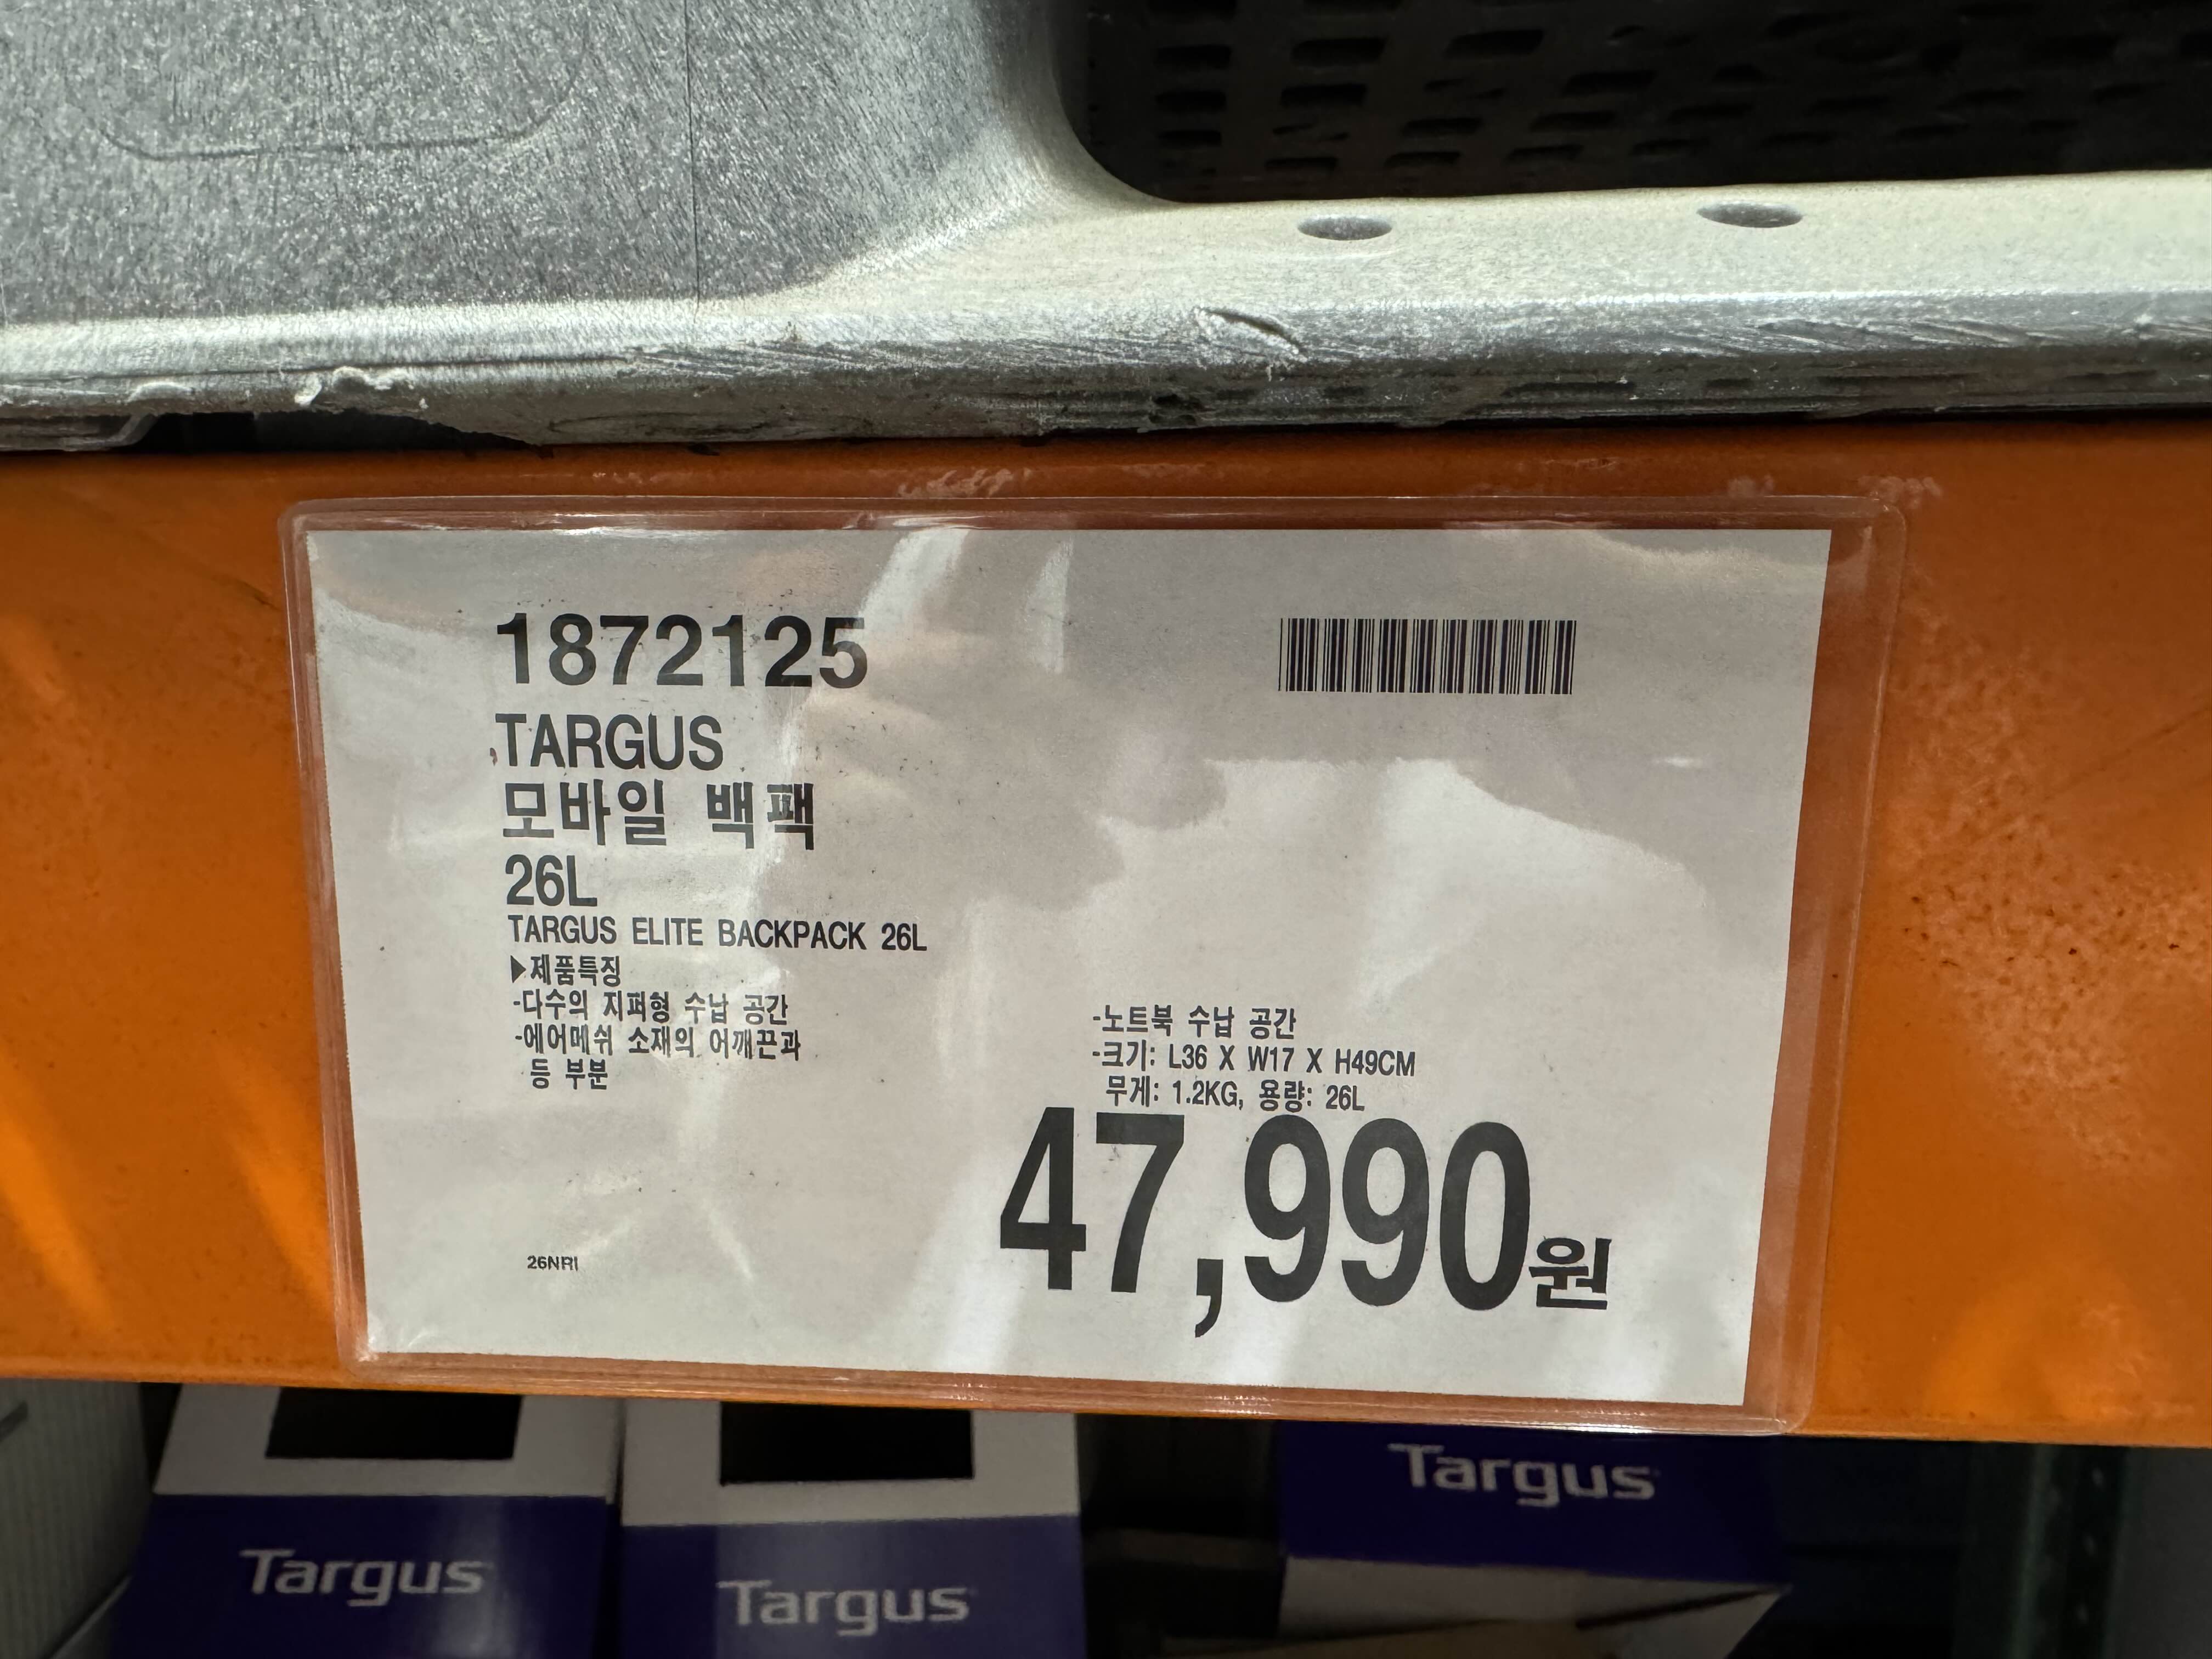 1872125
TARGUS
모바일 백팩
26L
TARGUS ELITE BACKPACK 26L
▶제품특징
-다수의 지퍼형 수납 공간
-에어메쉬 소재의 어깨끈과
등 부분
-노트북 수납 공간
-크기: L36 X W17 X H49CM
무게: 1.2KG, 용량: 26L
47,990원
26NRI
Targus
Targus
Targus